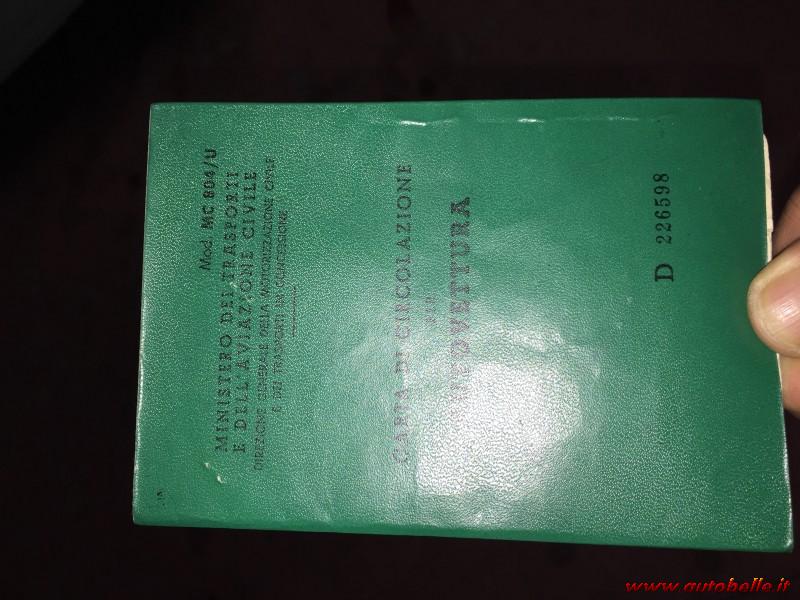 Mod. MC 804/U
MINISTERO DEI TRASPORTI
E DELL'AVIAZIONE CIVILE
DIREZIONE GENERALE DELLA MOTORIZZAZIONE CIVILE
E DEI TRASPORTI IN CONCESSIONE
CARTA DI CIRCOLAZIONE
PER
AUTOVETTURA
D 226598
www.autobelle.it